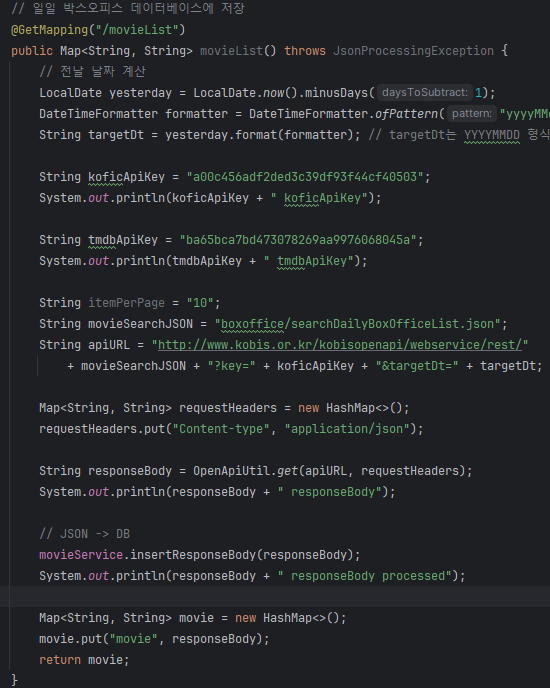 // 일일 박스오피스 데이터베이스에 저장
@GetMapping("/movieList")
public Map<String, String> movieList() throws JsonProcessingException {
// 전날 날짜 계산
LocalDate yesterday = LocalDate.now().minusDays( daysToSubtract: 1);
DateTimeFormatter formatter = DateTimeFormatter.ofPattern( pattern: "yyyyMM
String targetDt = yesterday.format(formatter); // targetDt는 YYYYMMDD 형식
String koficApiKey = "a00c456adf2ded3c39df93f44cf40503";
System.out.println(koficApiKey + " koficApiKey");
String tmdbApiKey = "ba65bca7bd473078269aa9976068045a";
System.out.println(tmdbApiKey + " tmdbApiKey");
String itemPerPage = "10";
String movieSearchJSON = "boxoffice/searchDailyBoxOfficeList.json";
String apiURL = "http://www.kobis.or.kr/kobisopenapi/webservice/rest/"
+ movieSearchJSON + "?key=" + koficApiKey + "&targetDt=" + targetDt;
Map<String, String> requestHeaders = new HashMap<>();
requestHeaders.put("Content-type", "application/json");
String responseBody = OpenApiUtil.get(apiURL, requestHeaders);
System.out.println(responseBody + " responseBody");
// JSON -> DB
movieService.insertResponseBody(responseBody);
System.out.println(responseBody + " responseBody processed");
Map<String, String> movie = new HashMap<>();
movie.put("movie", responseBody);
return movie;
}